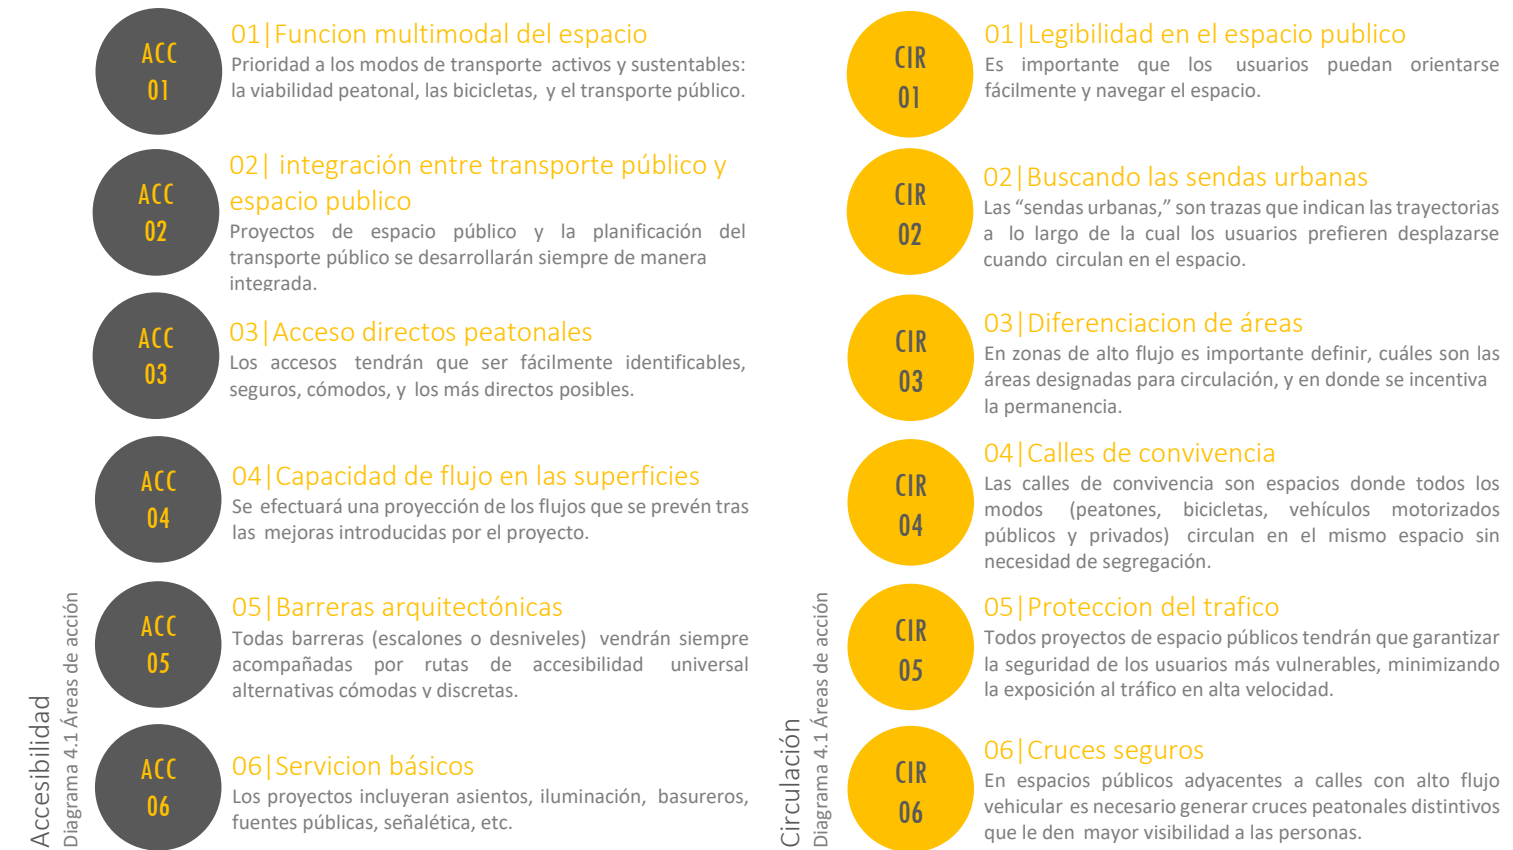 ACC
01
01|Funcion multimodal del espacio
Prioridad a los modos de transporte activos y sustentables:
la viabilidad peatonal, las bicicletas, y el transporte público.
ACC
02
02| integración entre transporte público y
espacio publico
Proyectos de espacio público y la planificación del
transporte público se desarrollarán siempre de manera
integrada.
ACC
03
03|Acceso directos peatonales
Los accesos tendrán que ser fácilmente identificables,
seguros, cómodos, y los más directos posibles.
ACC
04
04|Capacidad de flujo en las superficies
Se efectuará una proyección de los flujos que se prevén tras
las mejoras introducidas por el proyecto.
ACC
05
05|Barreras arquitectónicas
Todas barreras (escalones o desniveles) vendrán siempre
acompañadas por rutas de accesibilidad universal
alternativas cómodas y discretas.
ACC
06
06|Servicion básicos
Los proyectos incluyeran asientos, iluminación, basureros,
fuentes públicas, señalética, etc.
Accesibilidad
Diagrama 4.1 Áreas de acción
CIR
01
01|Legibilidad en el espacio publico
Es importante que los usuarios puedan orientarse
fácilmente y navegar el espacio.
CIR
02
02|Buscando las sendas urbanas
Las “sendas urbanas,” son trazas que indican las trayectorias
a lo largo de la cual los usuarios prefieren desplazarse
cuando circulan en el espacio.
CIR
03
03|Diferenciacion de áreas
En zonas de alto flujo es importante definir, cuáles son las
áreas designadas para circulación, y en donde se incentiva
la permanencia.
CIR
04
04|Calles de convivencia
Las calles de convivencia son espacios donde todos los
modos (peatones, bicicletas, vehículos motorizados
públicos y privados) circulan en el mismo espacio sin
necesidad de segregación.
CIR
05
05|Proteccion del trafico
Todos proyectos de espacio públicos tendrán que garantizar
la seguridad de los usuarios más vulnerables, minimizando
la exposición al tráfico en alta velocidad.
CIR
06
06|Cruces seguros
En espacios públicos adyacentes a calles con alto flujo
vehicular es necesario generar cruces peatonales distintivos
que le den mayor visibilidad a las personas.
Circulación
Diagrama 4.1 Áreas de acción